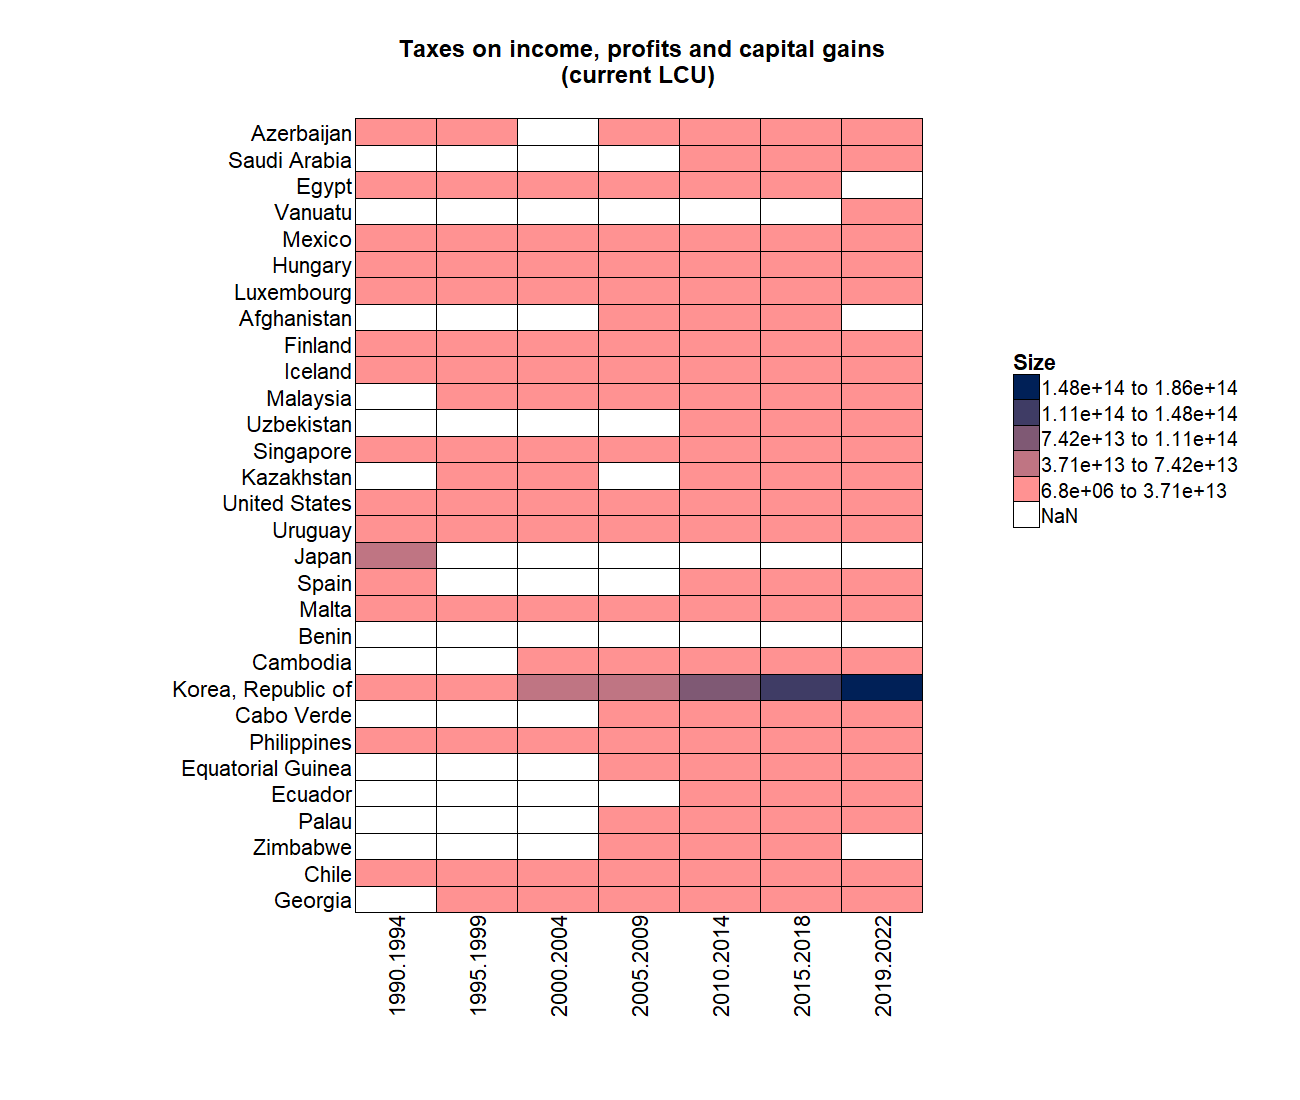 Taxes on income, profits and capital gains
(current LCU)
Azerbaijan
Saudi Arabia
Egypt
Vanuatu
Mexico
Hungary
Luxembourg
Afghanistan
Finland
Iceland
Malaysia
Uzbekistan
Singapore
Kazakhstan
United States
Uruguay
Japan
Spain
Malta
Benin
Cambodia
Korea, Republic of
Cabo Verde
Philippines
Equatorial Guinea
Ecuador
Palau
Zimbabwe
Chile
Georgia
1990.1994
1995.1999
2000.2004
2005.2009
2010.2014
2015.2018
2019.2022
Size
1.48e+14 to 1.86e+14
1.11e+14 to 1.48e+14
7.42e+13 to 1.11e+14
3.71e+13 to 7.42e+13
6.8e+06 to 3.71e+13
NaN